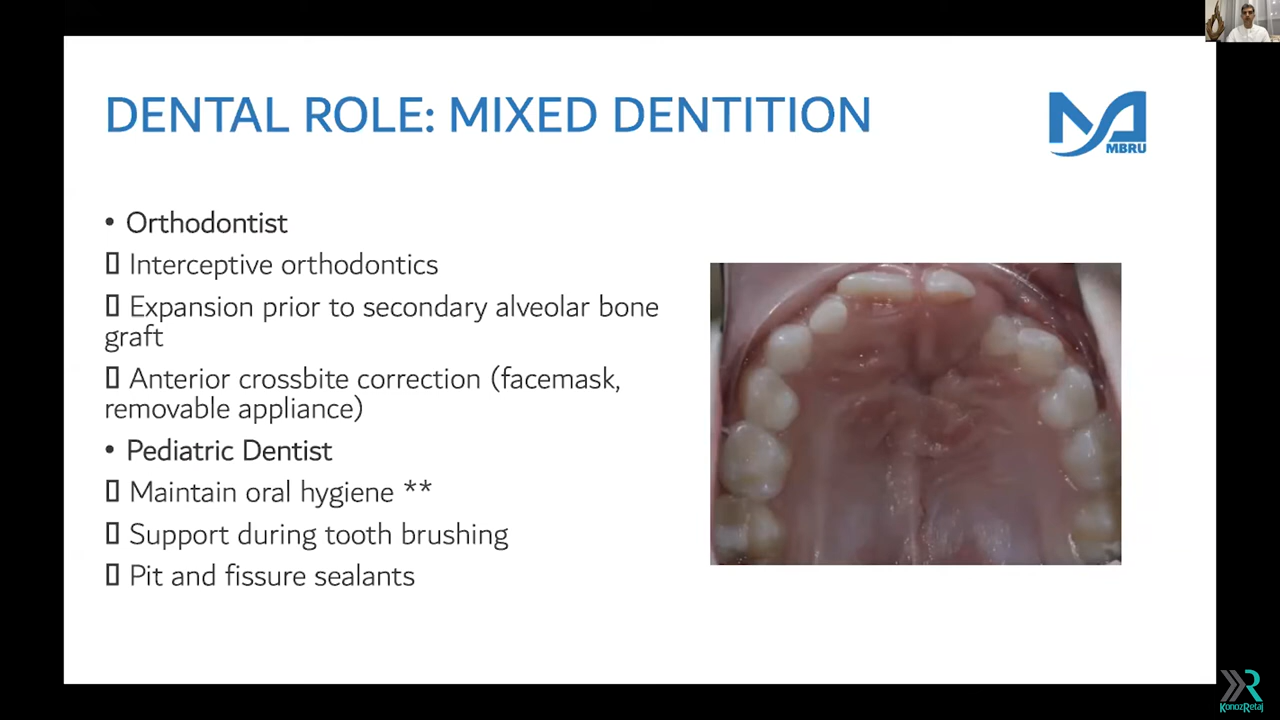 DENTAL ROLE: MIXED DENTITION
MBRU
• Orthodontist
▯ Interceptive orthodontics
▯ Expansion prior to secondary alveolar bone
graft
▯ Anterior crossbite correction (facemask,
removable appliance)
• Pediatric Dentist
▯ Maintain oral hygiene **
▯ Support during tooth brushing
▯ Pit and fissure sealants
KonozRetaj